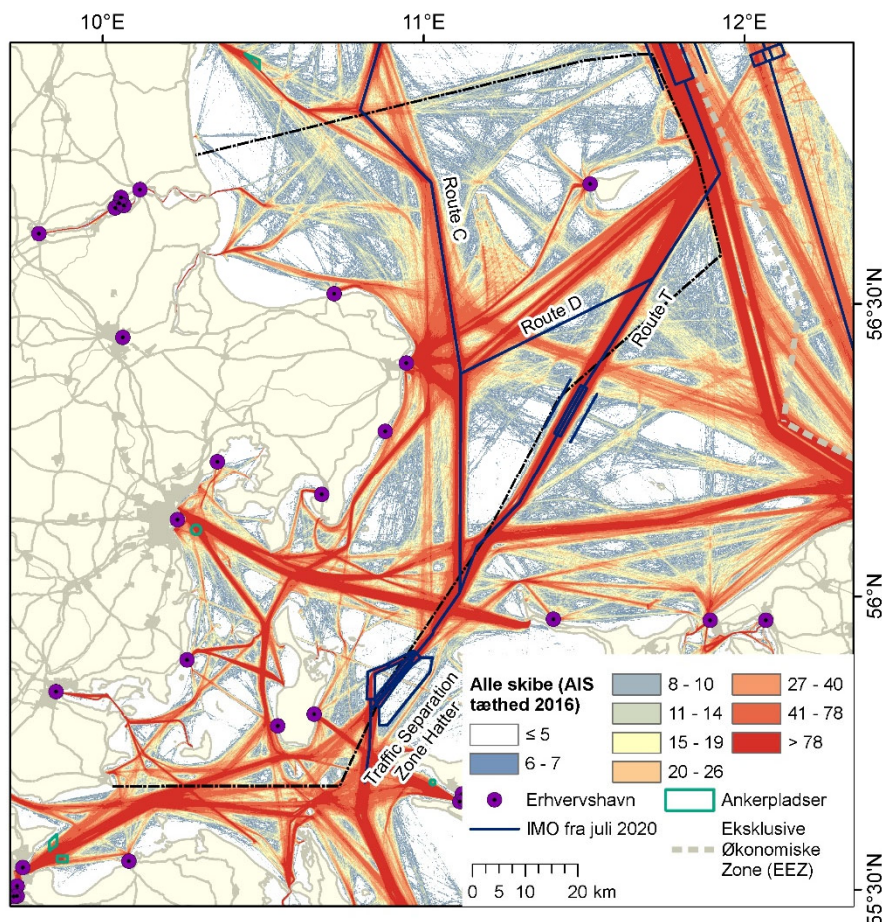 10°E
11°E
12°E
Route C
Route D
Route T
56°30'N
56°N
55°30'N
Traffic Separation
Zone Hatter
Alle skibe (AIS
tæthed 2016)
≤ 5
6 - 7
8 - 10
11 - 14
15 - 19
20 - 26
27 - 40
41 - 78
> 78
Erhvervshavn
Ankerpladser
IMO fra juli 2020
Eksklusive
Økonomiske
Zone (EEZ)
0 5 10 20 km